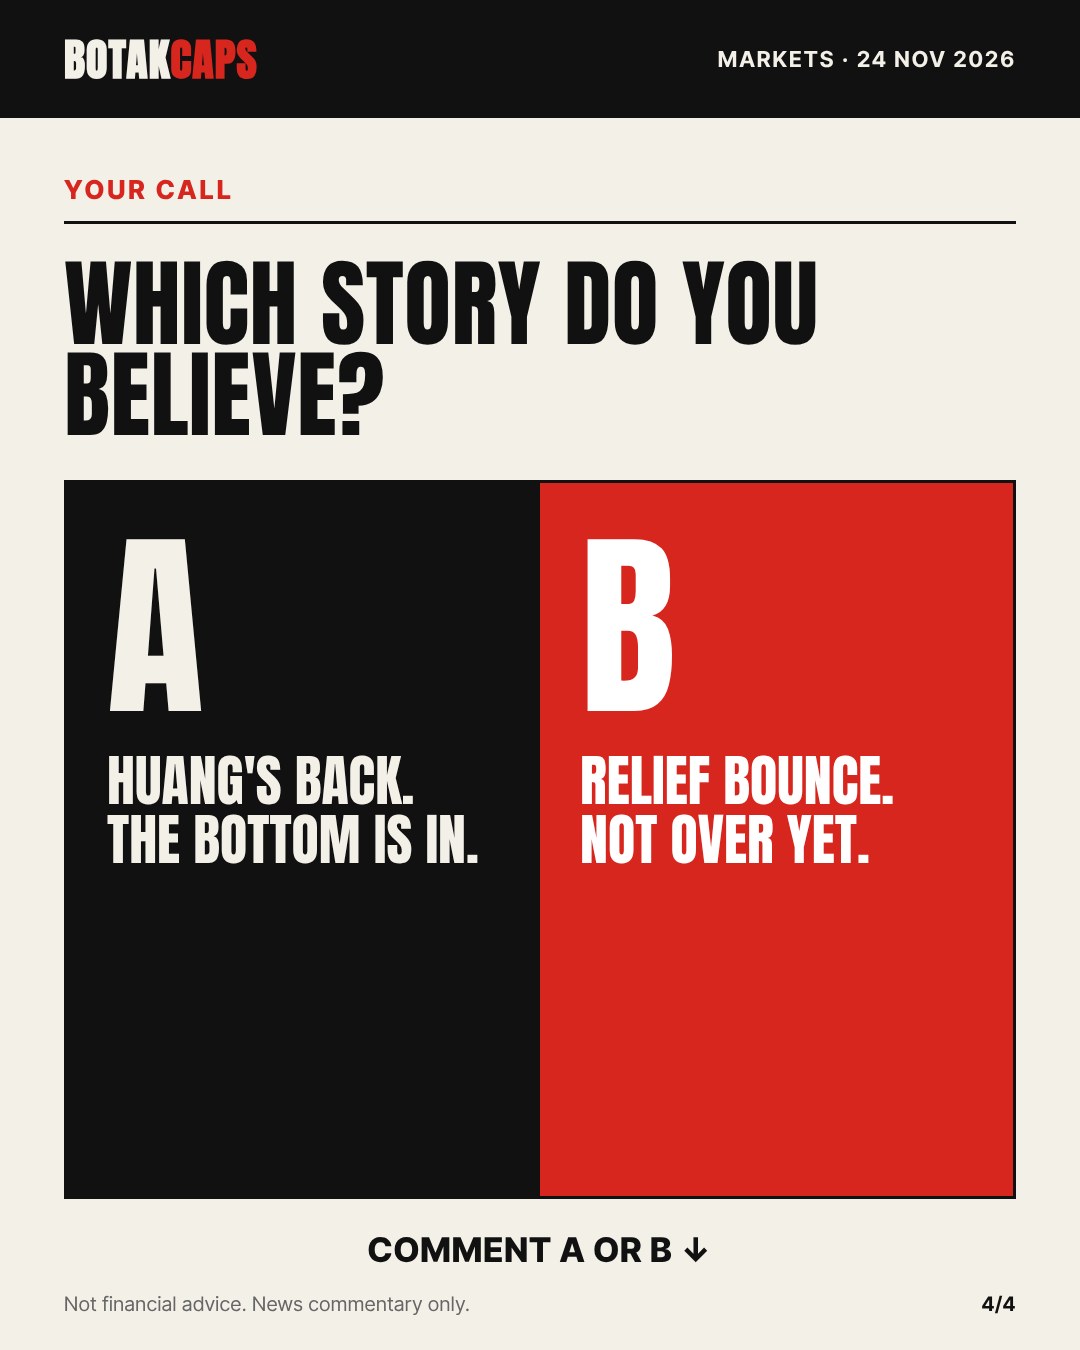 BOTAKCAPS
MARKETS · 24 NOV 2026
YOUR CALL
WHICH STORY DO YOU
BELIEVE?
A
HUANG'S BACK.
THE BOTTOM IS IN.
B
RELIEF BOUNCE.
NOT OVER YET.
COMMENT A OR B ↓
Not financial advice. News commentary only.
4/4